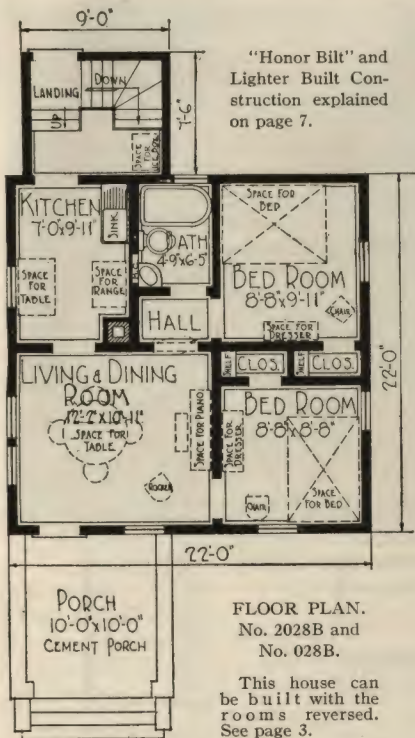 9'-0"
"Honor Bilt" and
Lighter Built Con-
struction explained
on page 7.
LANDING
DOWN
UP
7'-6"
SPACE
FOR
KITCHEN
7'-0"x9'-11"
SINK
SPACE
FOR
TABLE
SPACE
FOR
RANGE
BATH
4'-9"x6'-5"
SPACE FOR
BED
BED ROOM
8'-8"x9'-11"
CHAIR
SPACE
FOR
DRESSER
HALL
SHELF
CLOS.
SHELF
CLOS.
22'-0"
LIVING & DINING
ROOM
12'-2"x10'-11"
SPACE FOR
TABLE
SPACE FOR PIANO
ROCKER
BED ROOM
8'-8"x8'-8"
SPACE FOR
DRESSER
CHAIR
SPACE
FOR BED
22'-0"
PORCH
10'-0"x10'-0"
CEMENT PORCH
FLOOR PLAN.
No. 2028B and
No. 028B.
This house can
be built with the
rooms reversed.
See page 3.